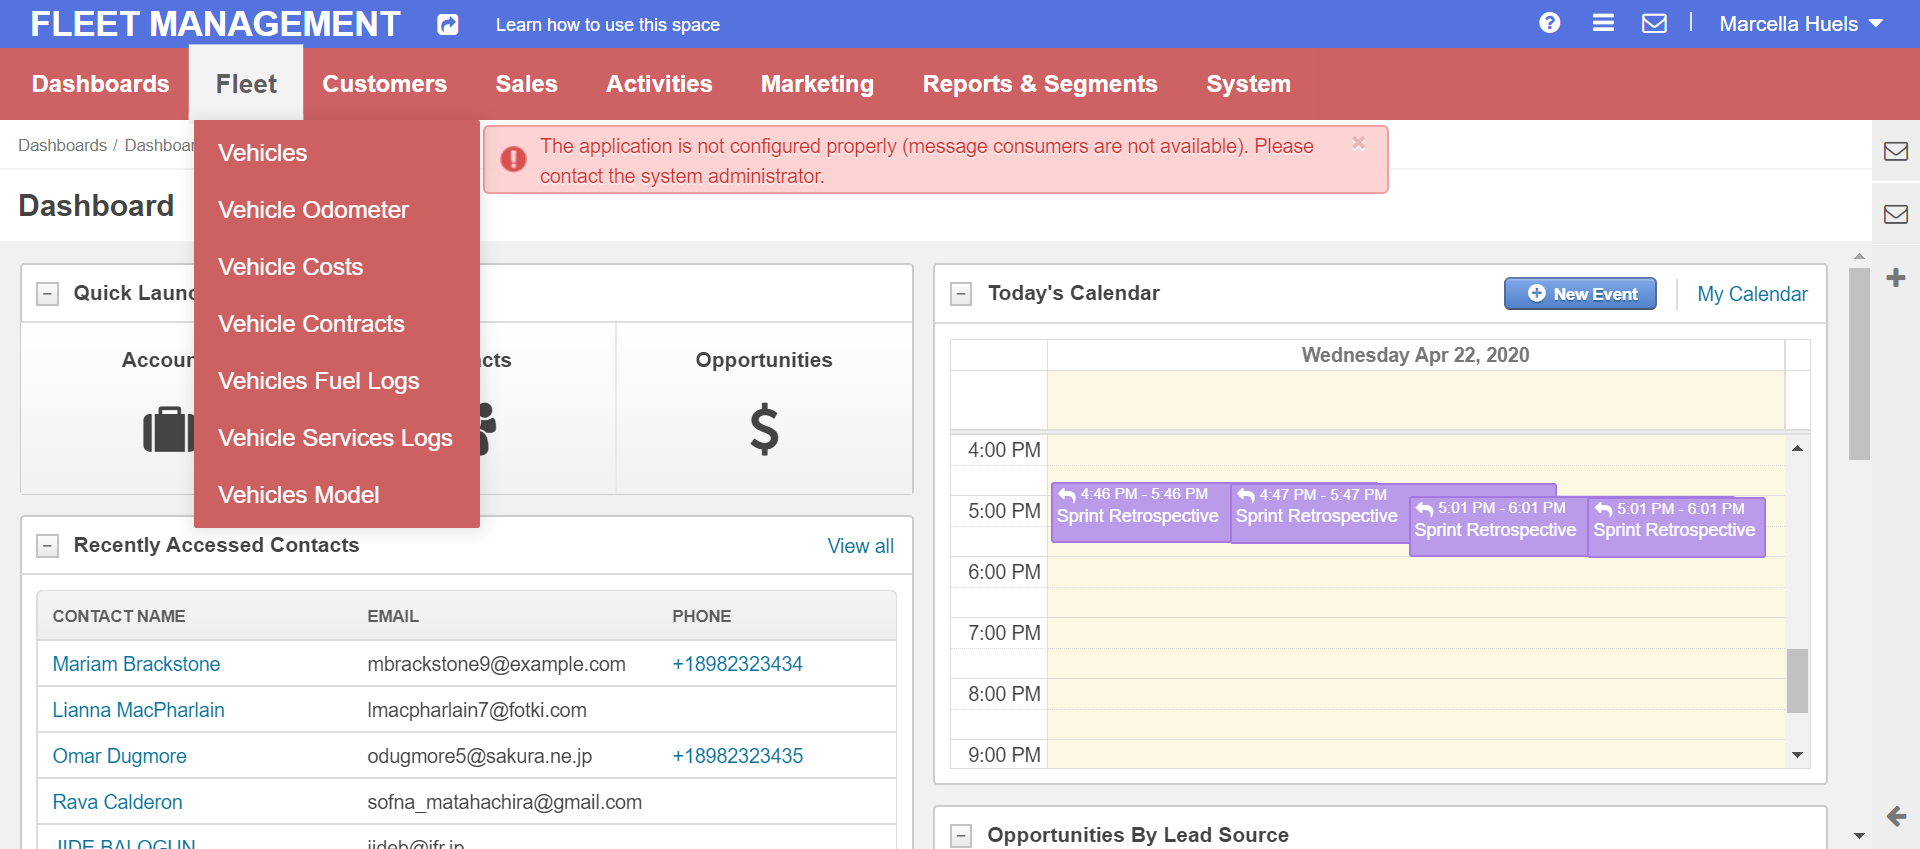 FLEET MANAGEMENT
Learn how to use this space
Marcella Huels
Dashboards Fleet Customers Sales Activities Marketing Reports & Segments System
Dashboards /
Vehicles
Vehicle Odometer
Vehicle Costs
Vehicle Contracts
Vehicles Fuel Logs
Vehicle Services Logs
Vehicles Model
The application is not configured properly (message consumers are not available). Please
contact the system administrator.
Dashboard
Quick
Opportunities
Recently Accessed Contacts
View all
CONTACT NAME EMAIL PHONE
Mariam Brackstone mbrackstone9@example.com +18982323434
Lianna MacPharlain lmacpharlain7@fotki.com
Omar Dugmore odugmore5@sakura.ne.jp +18982323435
Rava Calderon sofna_matahachira@gmail.com
JIDE BALOGUN
Today's Calendar
New Event
My Calendar
Wednesday Apr 22, 2020
4:00 PM
5:00 PM
6:00 PM
7:00 PM
8:00 PM
9:00 PM
4:46 PM - 5:46 PM
Sprint Retrospective
4:47 PM - 5:47 PM
Sprint Retrospective
5:01 PM - 6:01 PM
Sprint Retrospective
5:01 PM - 6:01 PM
Sprint Retrospective
Opportunities By Lead Source